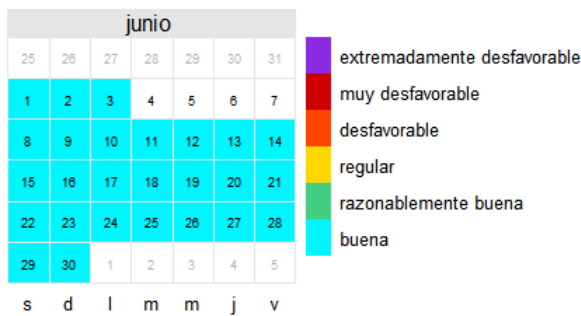 junio
25 26 27 28 29 30 31
1 2 3 4 5 6 7
8 9 10 11 12 13 14
15 16 17 18 19 20 21
22 23 24 25 26 27 28
29 30 1 2 3 4 5
s d l m m j v
extremadamente desfavorable
muy desfavorable
desfavorable
regular
razonablemente buena
buena